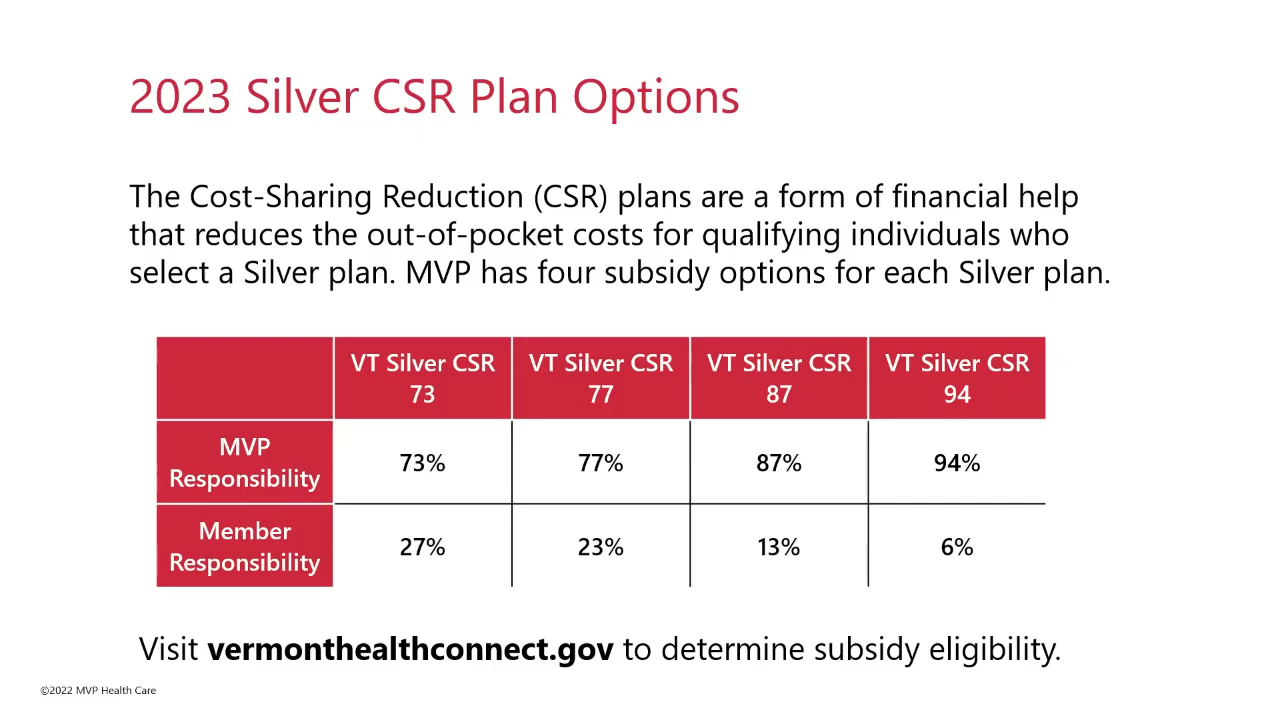 2023 Silver CSR Plan Options
The Cost-Sharing Reduction (CSR) plans are a form of financial help
that reduces the out-of-pocket costs for qualifying individuals who
select a Silver plan. MVP has four subsidy options for each Silver plan.
VT Silver CSR VT Silver CSR VT Silver CSR VT Silver CSR
73 77 87 94
MVP
Responsibility
73% 77% 87% 94%
Member
Responsibility
27% 23% 13% 6%
Visit vermonthealthconnect.gov to determine subsidy eligibility.
©2022 MVP Health Care